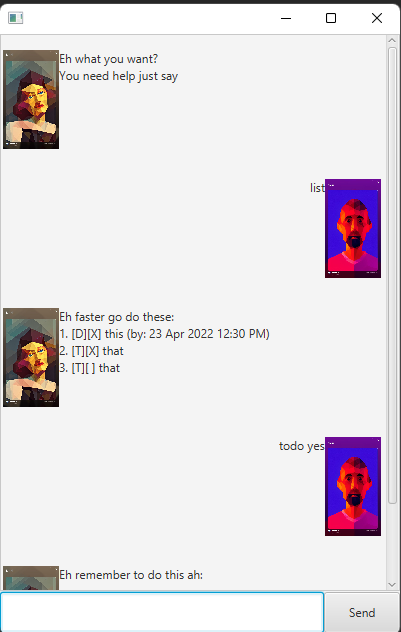 Eh what you want?
You need help just say
list
Eh faster go do these:
1. [D][X] this (by: 23 Apr 2022 12:30 PM)
2. [T][X] that
3. [T][ ] that
todo yes
Eh remember to do this ah:
Send